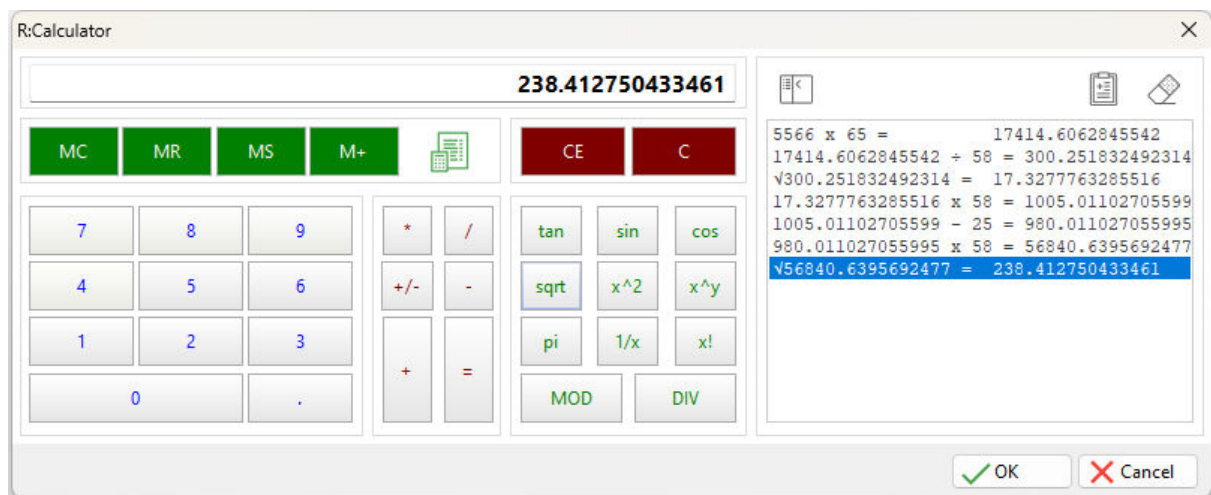 R:Calculator
238.412750433461
MC MR MS M+ CE C
7 8 9 * / tan sin cos
4 5 6 +/- - sqrt x^2 x^y
1 2 3 + = pi 1/x x!
0 . MOD DIV
5566 x 65 = 17414.6062845542
17414.6062845542 ÷ 58 = 300.251832492314
√300.251832492314 = 17.3277763285516
17.3277763285516 x 58 = 1005.01102705599
1005.01102705599 - 25 = 980.011027055995
980.011027055995 x 58 = 56840.6395692477
√56840.6395692477 = 238.412750433461
OK Cancel